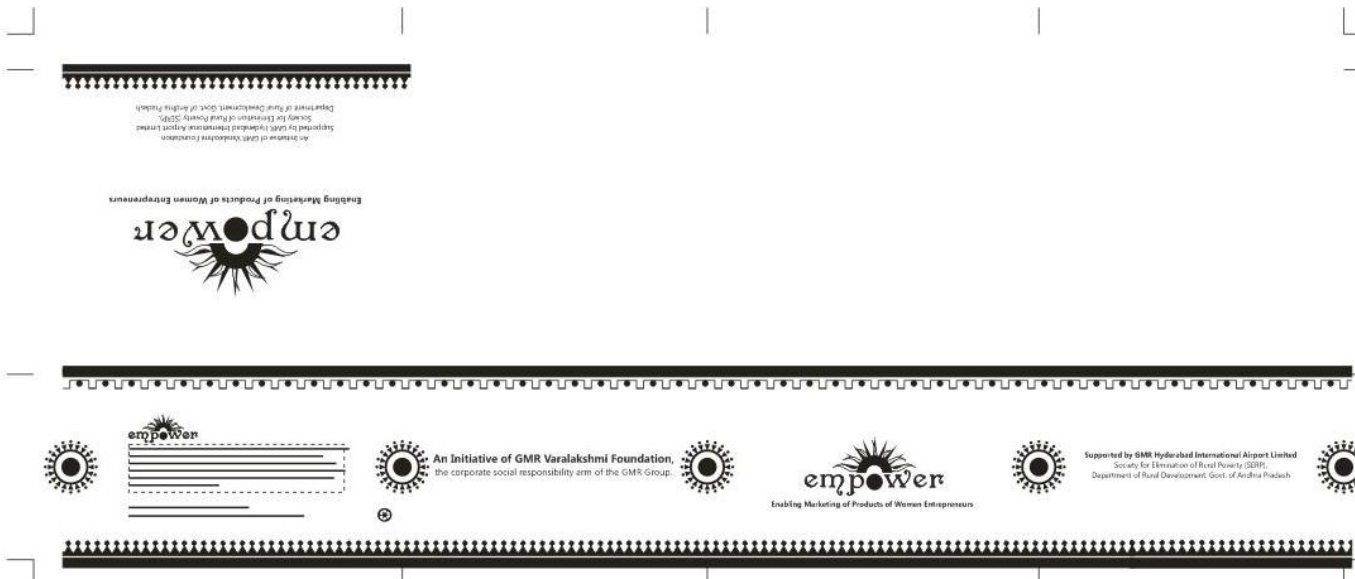 An Initiative of GMR Varalakshmi Foundation
Supported by GMR Hyderabad International Airport Limited
Society for Elimination of Rural Poverty (SERP),
Department of Rural Development, Govt. of Andhra Pradesh
empower
Enabling Marketing of Products of Women Entrepreneurs
empower
An Initiative of GMR Varalakshmi Foundation,
the corporate social responsibility arm of the GMR Group.
empower
Enabling Marketing of Products of Women Entrepreneurs
Supported by GMR Hyderabad International Airport Limited
Society for Elimination of Rural Poverty (SERP),
Department of Rural Development, Govt. of Andhra Pradesh